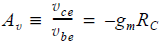 A_v ≡ v_ce / v_be = -g_m R_C